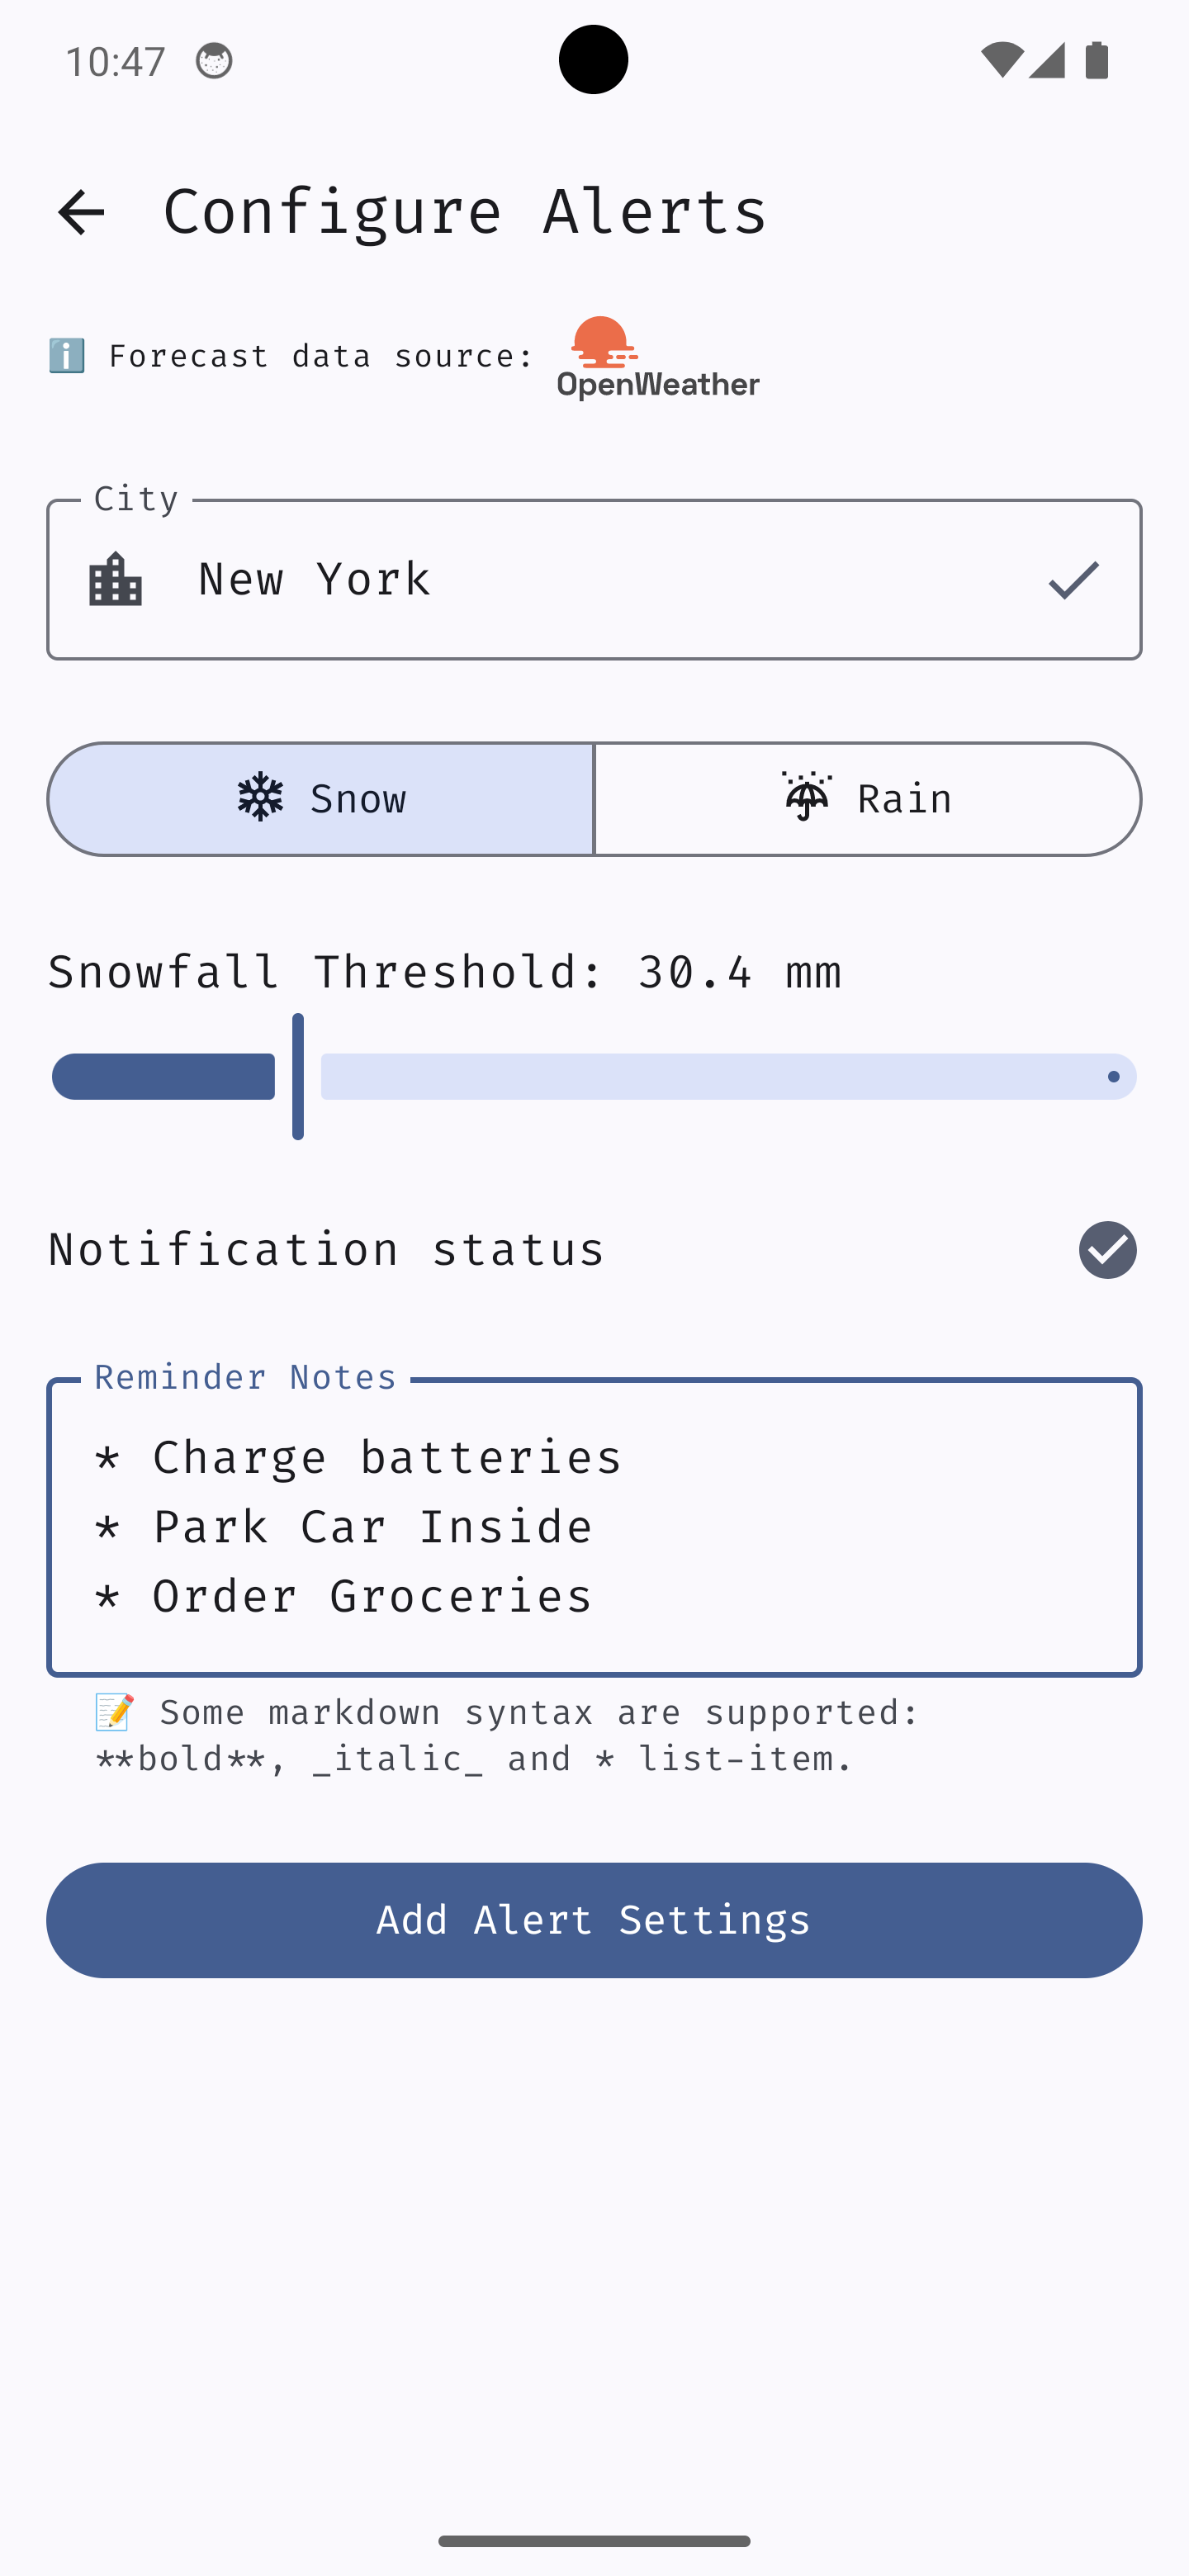 10:47
Configure Alerts
Forecast data source: OpenWeather
City
New York
Snow
Rain
Snowfall Threshold: 30.4 mm
Notification status
Reminder Notes
* Charge batteries
* Park Car Inside
* Order Groceries
📝 Some markdown syntax are supported:
**bold**, _italic_ and * list-item.
Add Alert Settings